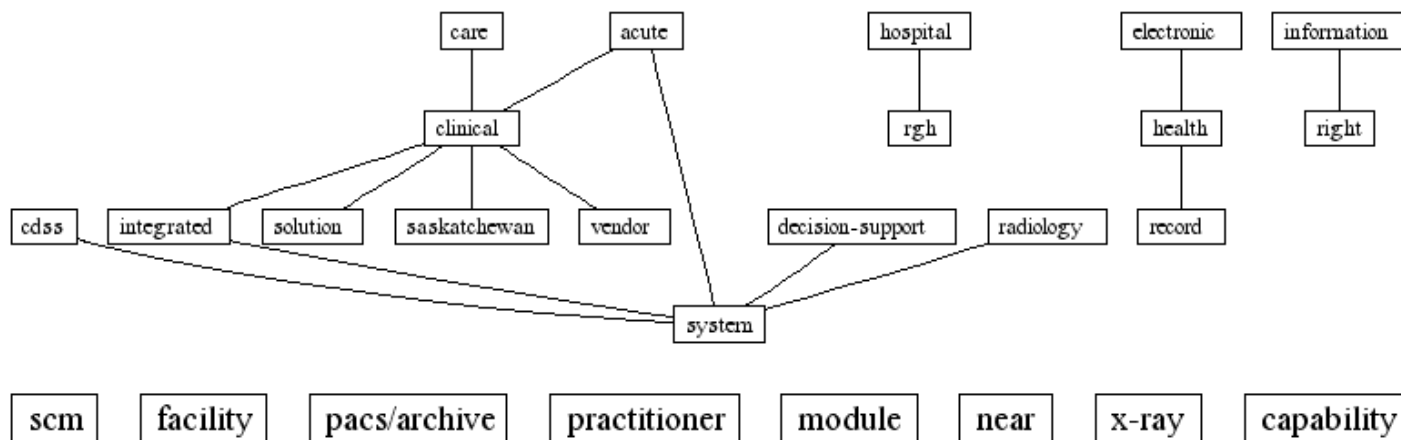 care acute hospital electronic information
clinical rgh health right
cdss integrated solution saskatchewan vendor decision-support radiology record
system
scm facility pacs/archive practitioner module near x-ray capability